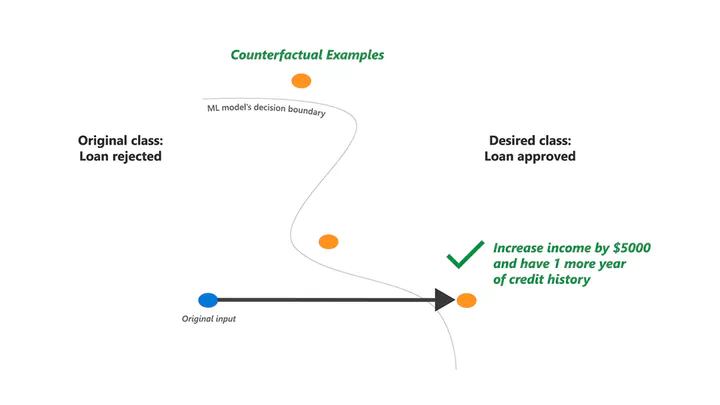 Counterfactual Examples
ML model's decision boundary
Original class:
Loan rejected
Desired class:
Loan approved
Increase income by $5000
and have 1 more year
of credit history
Original input